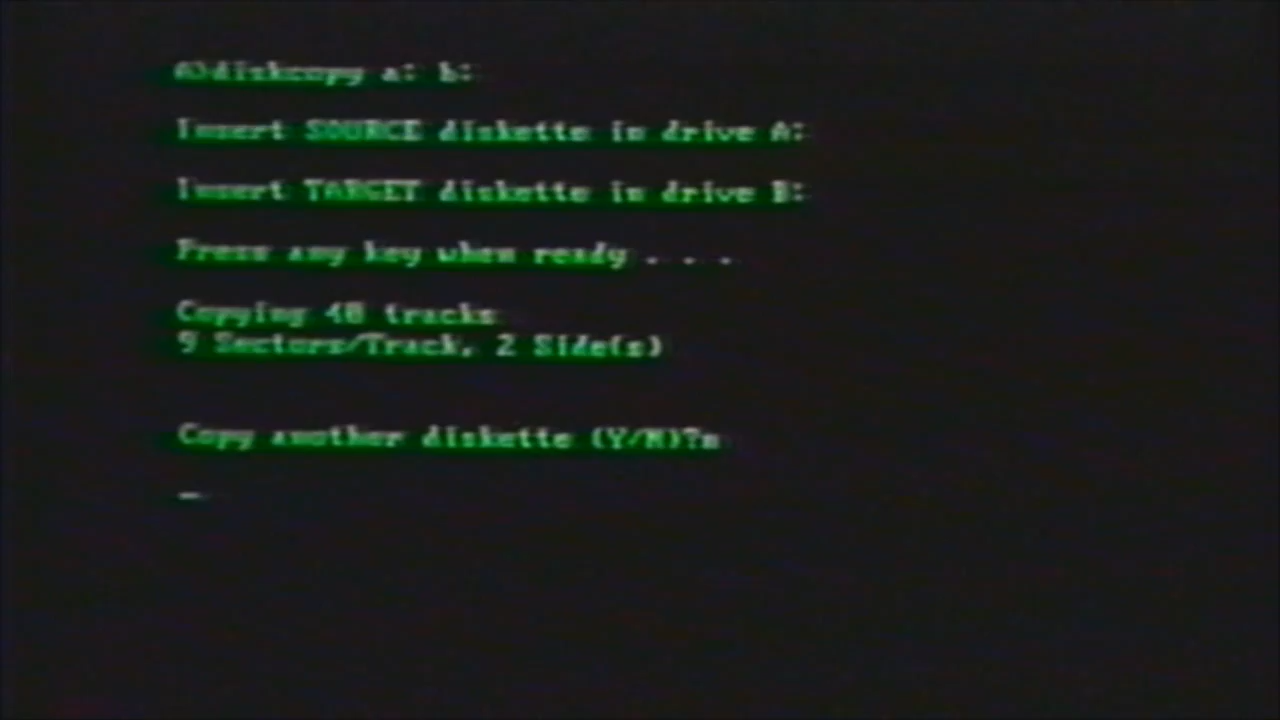 A>diskcopy a: b:
Insert SOURCE diskette in drive A:
Insert TARGET diskette in drive B:
Press any key when ready . . .
Copying 40 tracks
9 Sectors/Track, 2 Side(s)
Copy another diskette (Y/N)?n